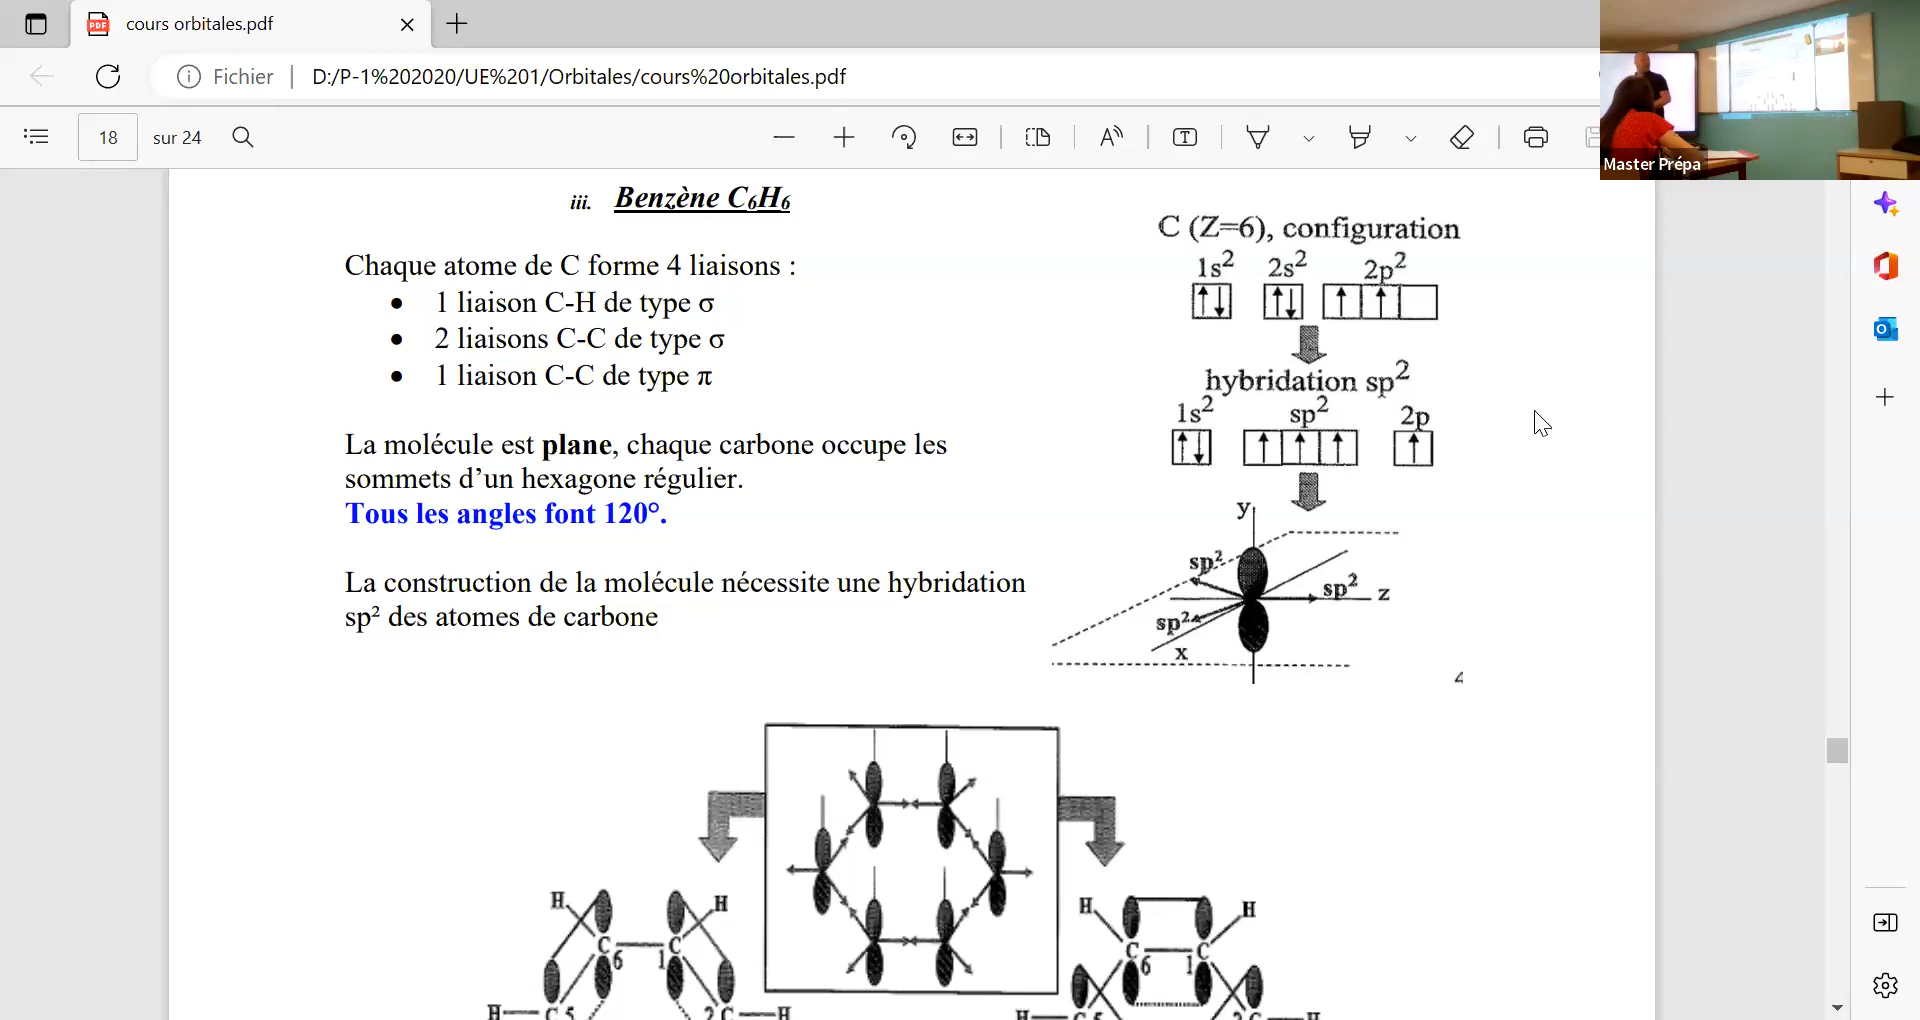 cours orbitales.pdf
Fichier
D:/P-1%202020/UE%201/Orbitales/cours%20orbitales.pdf
18 sur 24
Master Prépa
iii. Benzène C₆H₆
Chaque atome de C forme 4 liaisons :
• 1 liaison C-H de type σ
• 2 liaisons C-C de type σ
• 1 liaison C-C de type π
La molécule est plane, chaque carbone occupe les
sommets d’un hexagone régulier.
Tous les angles font 120°.
La construction de la molécule nécessite une hybridation
sp² des atomes de carbone
C (Z=6), configuration
1s² 2s² 2p²
hybridation sp²
1s² sp² 2p
y
sp²
sp² z
sp²
x
4
H H
C C
6 1
H C 5 2 C H
H H
C C
6 1
H C 5 2 C H